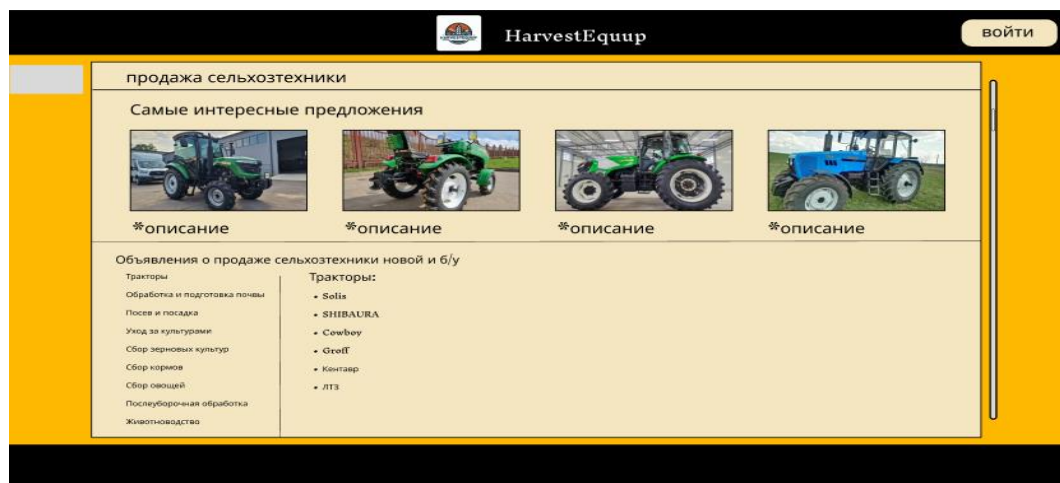 HarvestEquup
войти
продажа сельхозтехники
Самые интересные предложения
*описание *описание *описание *описание
Объявления о продаже сельхозтехники новой и б/у
Тракторы
Обработка и подготовка почвы
Посев и посадка
Уход за культурами
Сбор зерновых культур
Сбор кормов
Сбор овощей
Послеуборочная обработка
Животноводство
Тракторы:
• Solis
• SHIBAURA
• Cowboy
• Groff
• Кентавр
• ЛТЗ